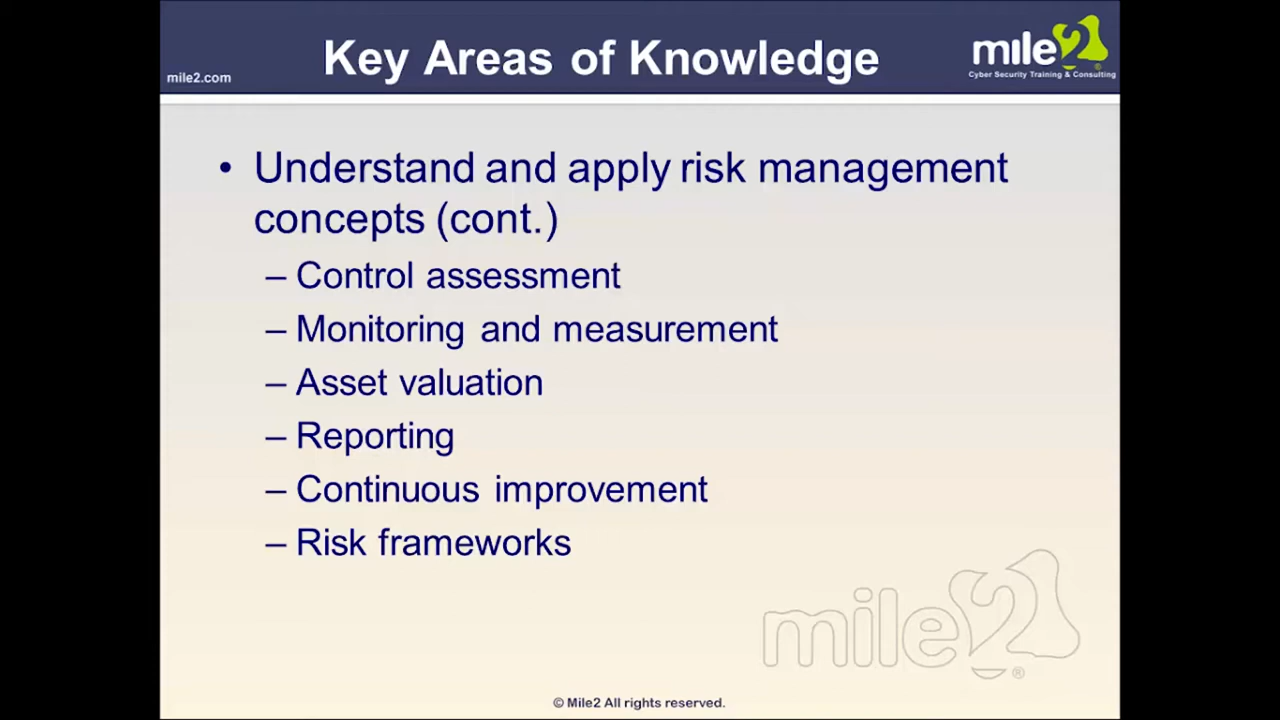 Key Areas of Knowledge
mile2.com
mile2
Cyber Security Training & Consulting
• Understand and apply risk management
concepts (cont.)
– Control assessment
– Monitoring and measurement
– Asset valuation
– Reporting
– Continuous improvement
– Risk frameworks
mile2®
© Mile2 All rights reserved.